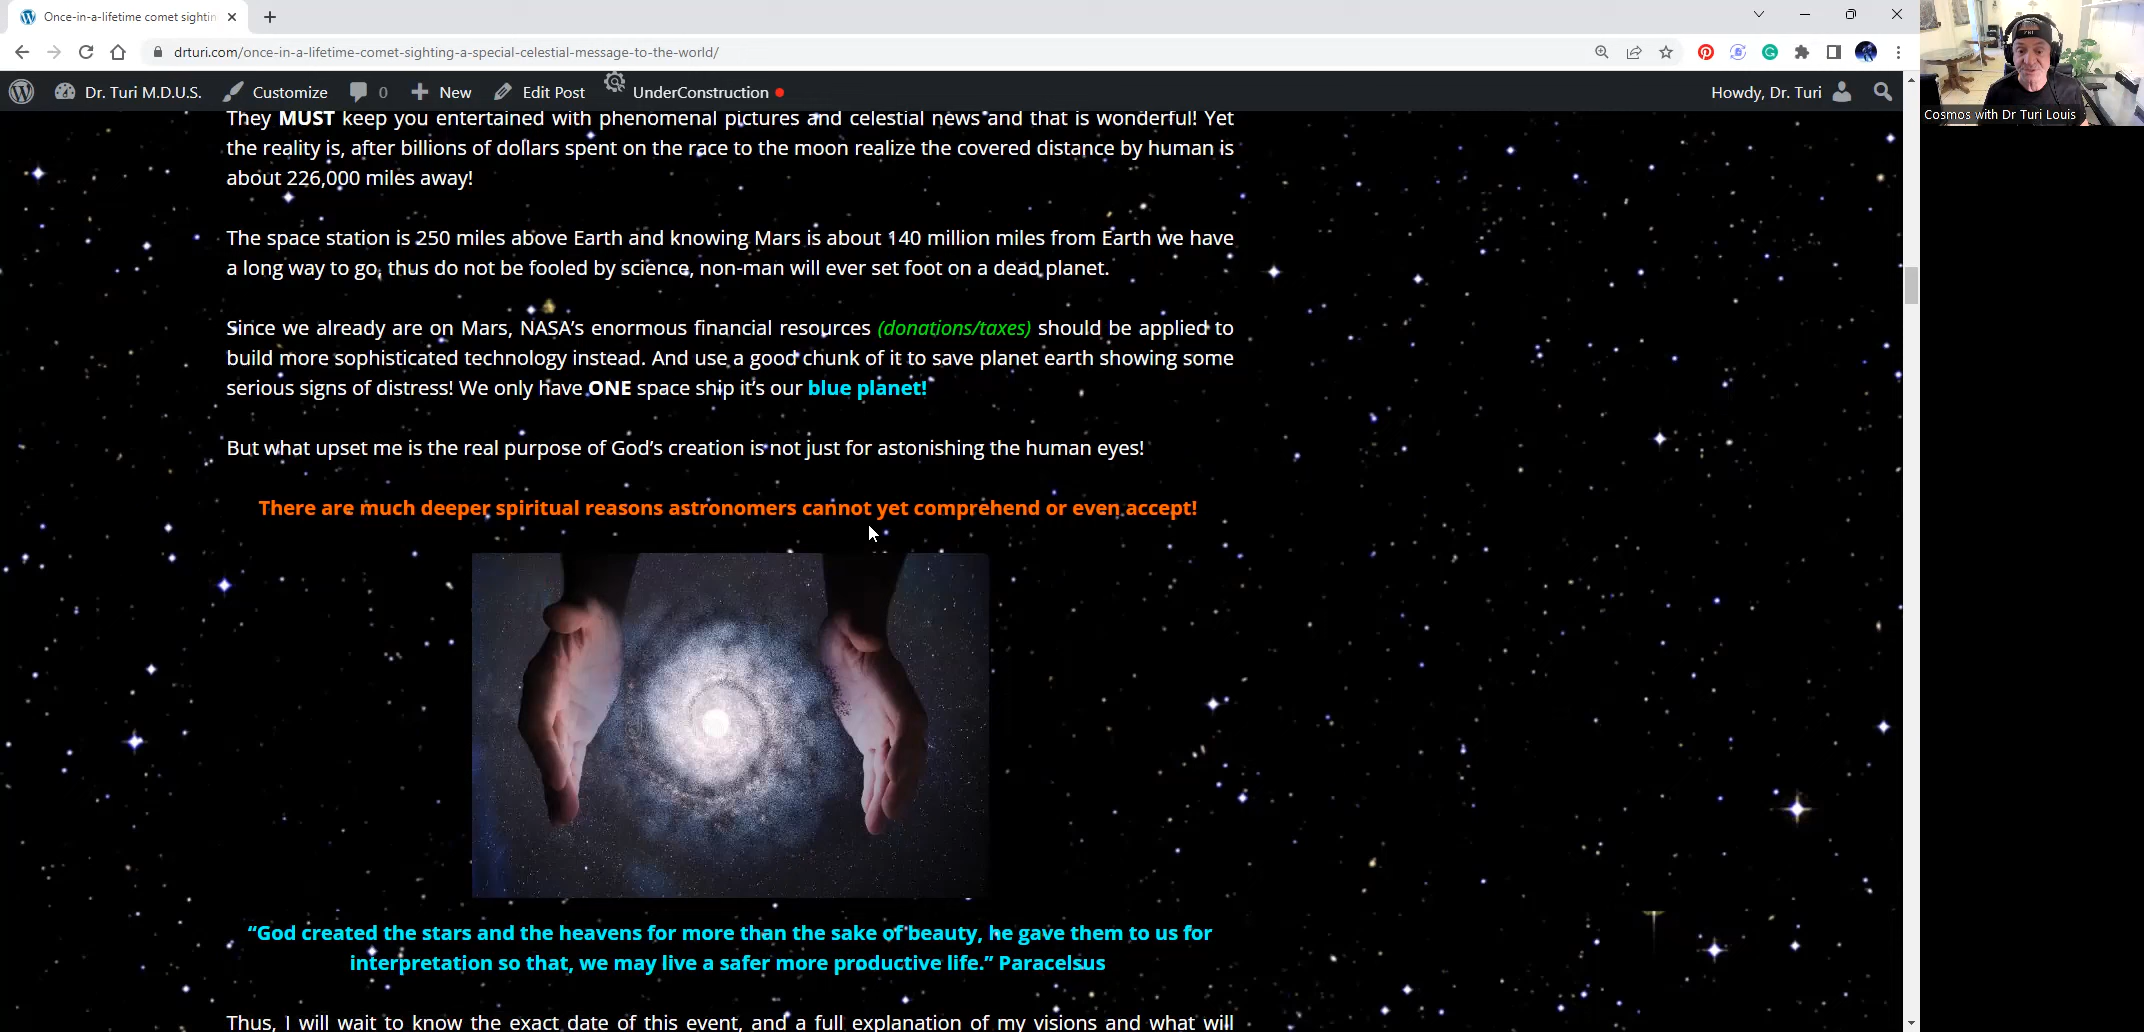 Once-in-a-lifetime comet sightin
drturi.com/once-in-a-lifetime-comet-sighting-a-special-celestial-message-to-the-world/
Dr. Turi M.D.U.S. Customize 0 New Edit Post UnderConstruction Howdy, Dr. Turi
Cosmos with Dr Turi Louis
They MUST keep you entertained with phenomenal pictures and celestial news and that is wonderful! Yet
the reality is, after billions of dollars spent on the race to the moon realize the covered distance by human is
about 226,000 miles away!
The space station is 250 miles above Earth and knowing Mars is about 140 million miles from Earth we have
a long way to go, thus do not be fooled by science, non-man will ever set foot on a dead planet.
Since we already are on Mars, NASA's enormous financial resources (donations/taxes) should be applied to
build more sophisticated technology instead. And use a good chunk of it to save planet earth showing some
serious signs of distress! We only have ONE space ship it's our blue planet!
But what upset me is the real purpose of God's creation is not just for astonishing the human eyes!
There are much deeper spiritual reasons astronomers cannot yet comprehend or even accept!
“God created the stars and the heavens for more than the sake of beauty, he gave them to us for
interpretation so that, we may live a safer more productive life.” Paracelsus
Thus, I will wait to know the exact date of this event, and a full explanation of my visions and what will